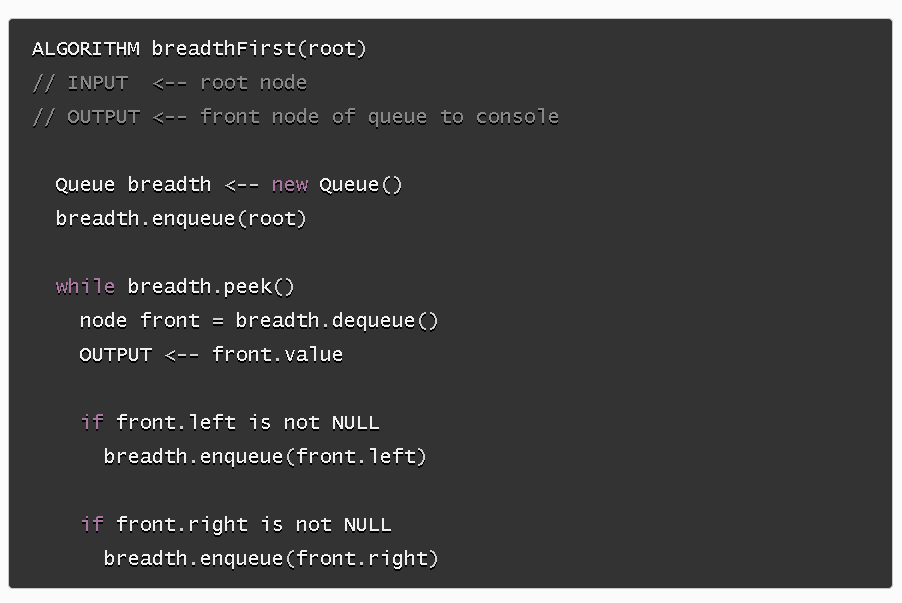 ALGORITHM breadthFirst(root)
// INPUT  <-- root node
// OUTPUT <-- front node of queue to console
Queue breadth <-- new Queue()
breadth.enqueue(root)
while breadth.peek()
node front = breadth.dequeue()
OUTPUT <-- front.value
if front.left is not NULL
breadth.enqueue(front.left)
if front.right is not NULL
breadth.enqueue(front.right)